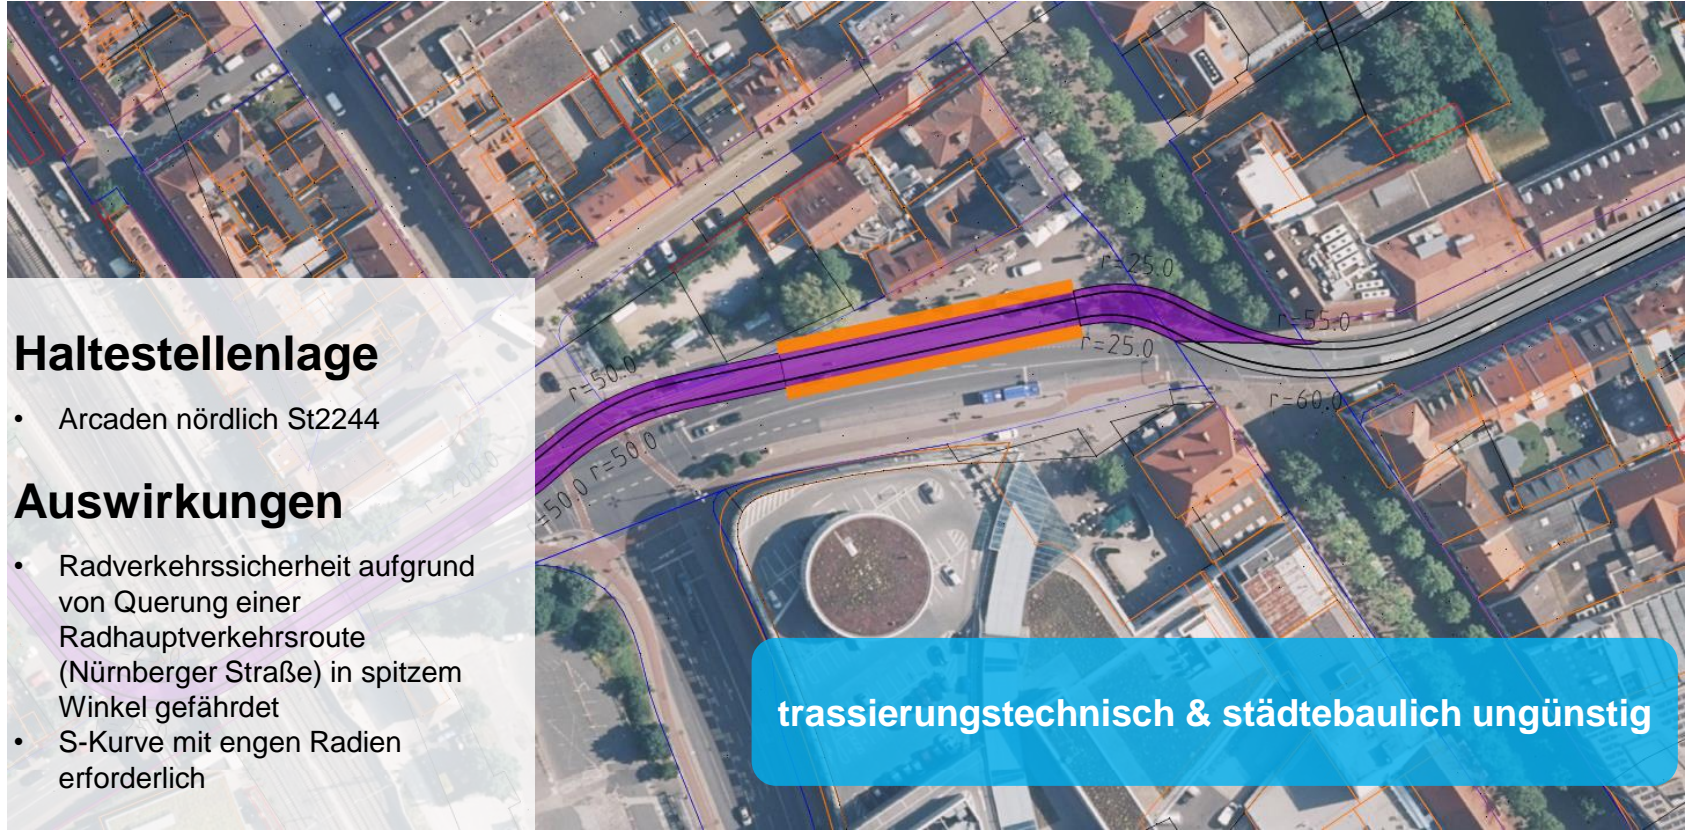 Haltestellenlage
• Arcaden nördlich St2244
Auswirkungen
• Radverkehrssicherheit aufgrund
von Querung einer
Radhauptverkehrsroute
(Nürnberger Straße) in spitzem
Winkel gefährdet
• S-Kurve mit engen Radien
erforderlich
r=25.0
r=25.0
r=55.0
r=60.0
r=50.0
r=50.0
=50.0
trassierungstechnisch & städtebaulich ungünstig